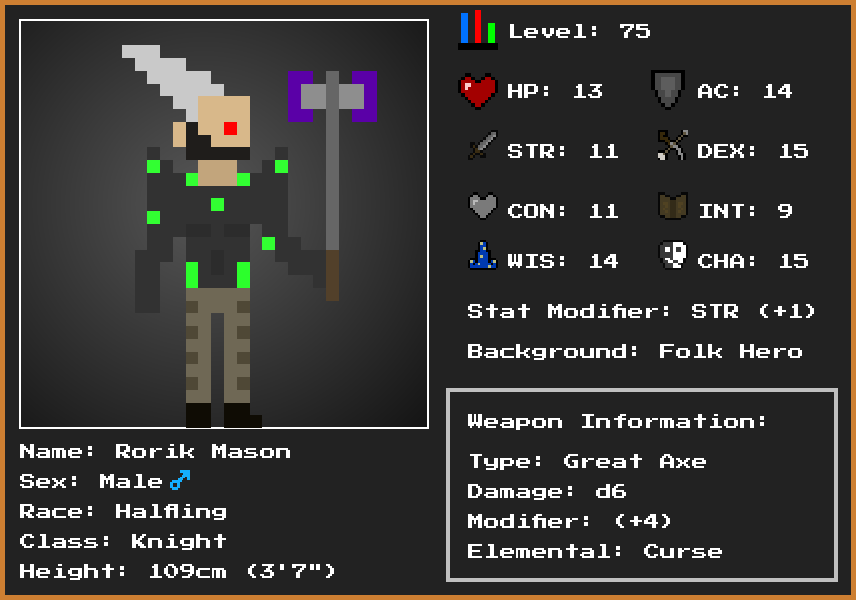 Level: 75
HP: 13
AC: 14
STR: 11
DEX: 15
CON: 11
INT: 9
WIS: 14
CHA: 15
Stat Modifier: STR (+1)
Background: Folk Hero
Weapon Information:
Type: Great Axe
Damage: d6
Modifier: (+4)
Elemental: Curse
Name: Rorik Mason
Sex: Male♂
Race: Halfling
Class: Knight
Height: 109cm (3'7")